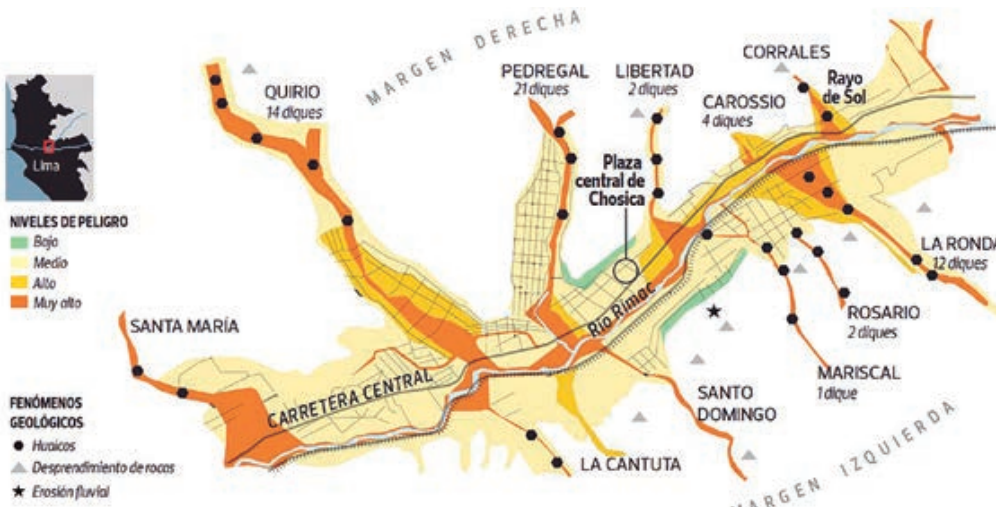 MARGEN DERECHA
QUIRIO
14 diques
PEDREGAL
21 diques
LIBERTAD
2 diques
CORRALES
CAROSSIO
4 diques
Rayo
de Sol
Plaza
central de
Chosica
Lima
NIVELES DE PELIGRO
Bajo
Medio
Alto
Muy alto
SANTA MARÍA
CARRETERA CENTRAL
Río Rímac
LA RONDA
12 diques
ROSARIO
2 diques
MARISCAL
1 dique
SANTO
DOMINGO
LA CANTUTA
MARGEN IZQUIERDA
FENÓMENOS
GEOLÓGICOS
Huaicos
Desprendimiento de rocas
Erosión fluvial